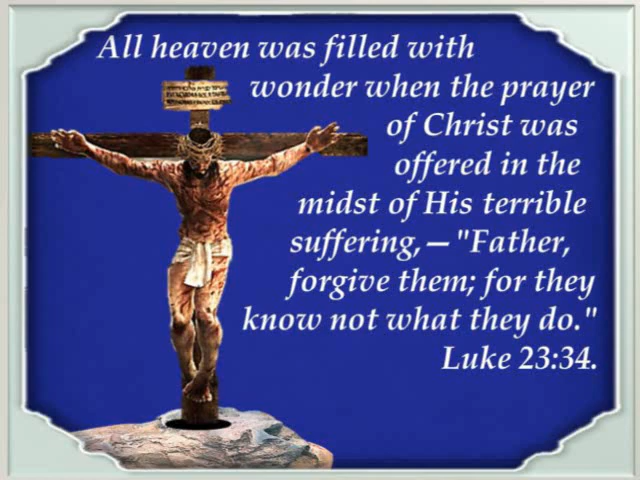 All heaven was filled with
wonder when the prayer
of Christ was
offered in the
midst of His terrible
suffering,—"Father,
forgive them; for they
know not what they do."
Luke 23:34.